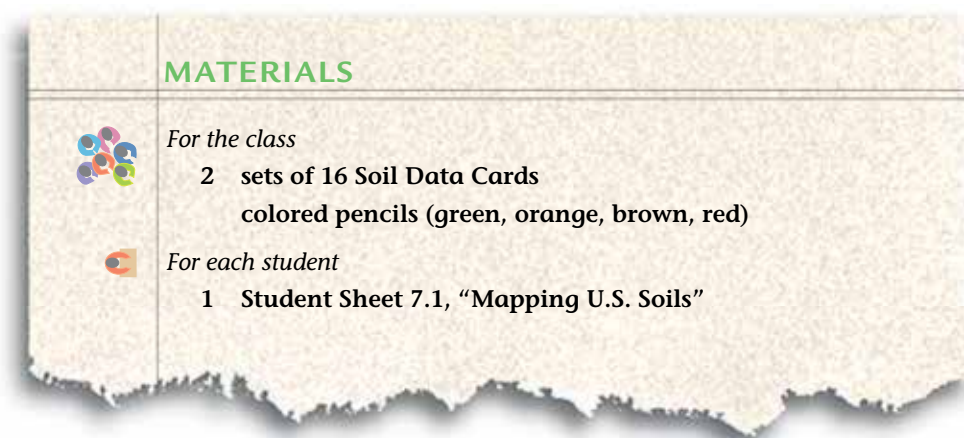 MATERIALS
For the class
2 sets of 16 Soil Data Cards
colored pencils (green, orange, brown, red)
For each student
1 Student Sheet 7.1, “Mapping U.S. Soils”